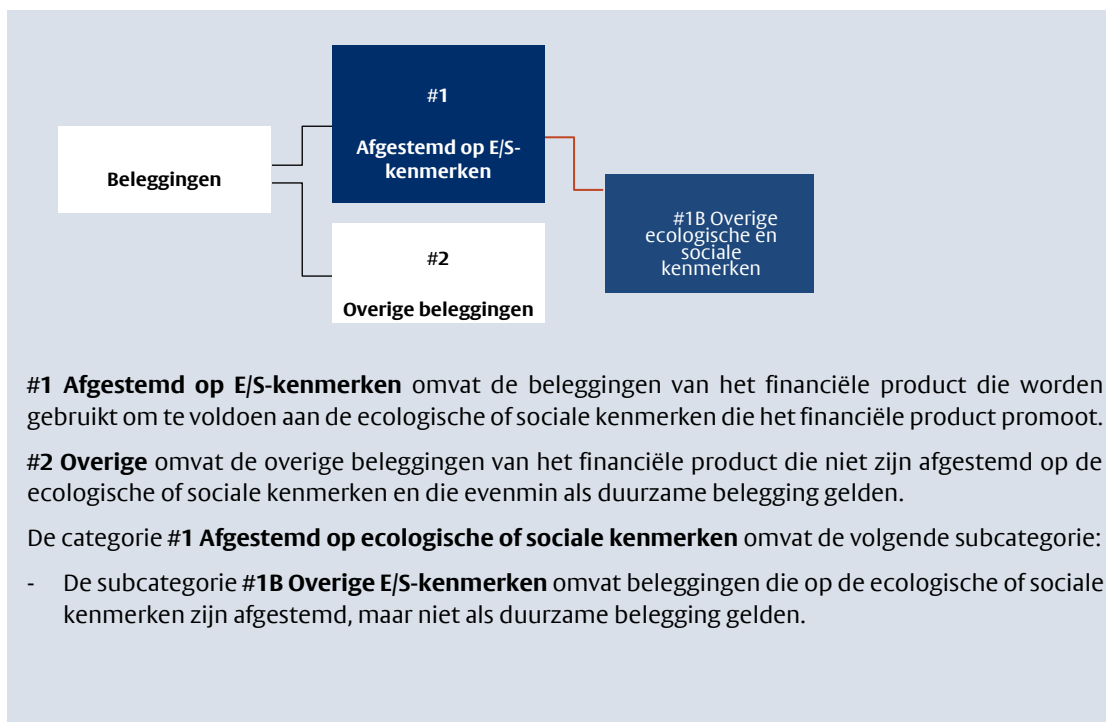 #1
Afgestemd op E/S-
kenmerken
Beleggingen
#1B Overige
ecologische en
sociale
kenmerken
#2
Overige beleggingen
#1 Afgestemd op E/S-kenmerken omvat de beleggingen van het financiële product die worden
gebruikt om te voldoen aan de ecologische of sociale kenmerken die het financiële product promoot.
#2 Overige omvat de overige beleggingen van het financiële product die niet zijn afgestemd op de
ecologische of sociale kenmerken en die evenmin als duurzame belegging gelden.
De categorie #1 Afgestemd op ecologische of sociale kenmerken omvat de volgende subcategorie:
- De subcategorie #1B Overige E/S-kenmerken omvat beleggingen die op de ecologische of sociale
kenmerken zijn afgestemd, maar niet als duurzame belegging gelden.